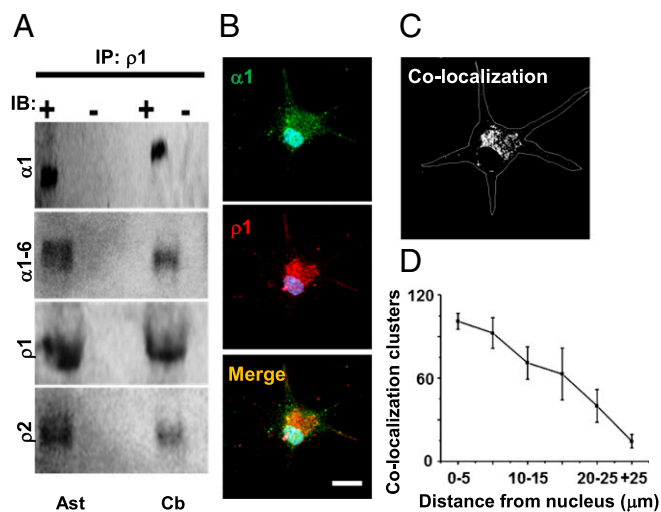 A
IP: ρ1
IB: + - + -
α1
α1-6
ρ1
ρ2
Ast Cb
B
α1
ρ1
Merge
C
Co-localization
D
Co-localization clusters
120
60
0
0-5 10-15 20-25 +25
Distance from nucleus (μm)